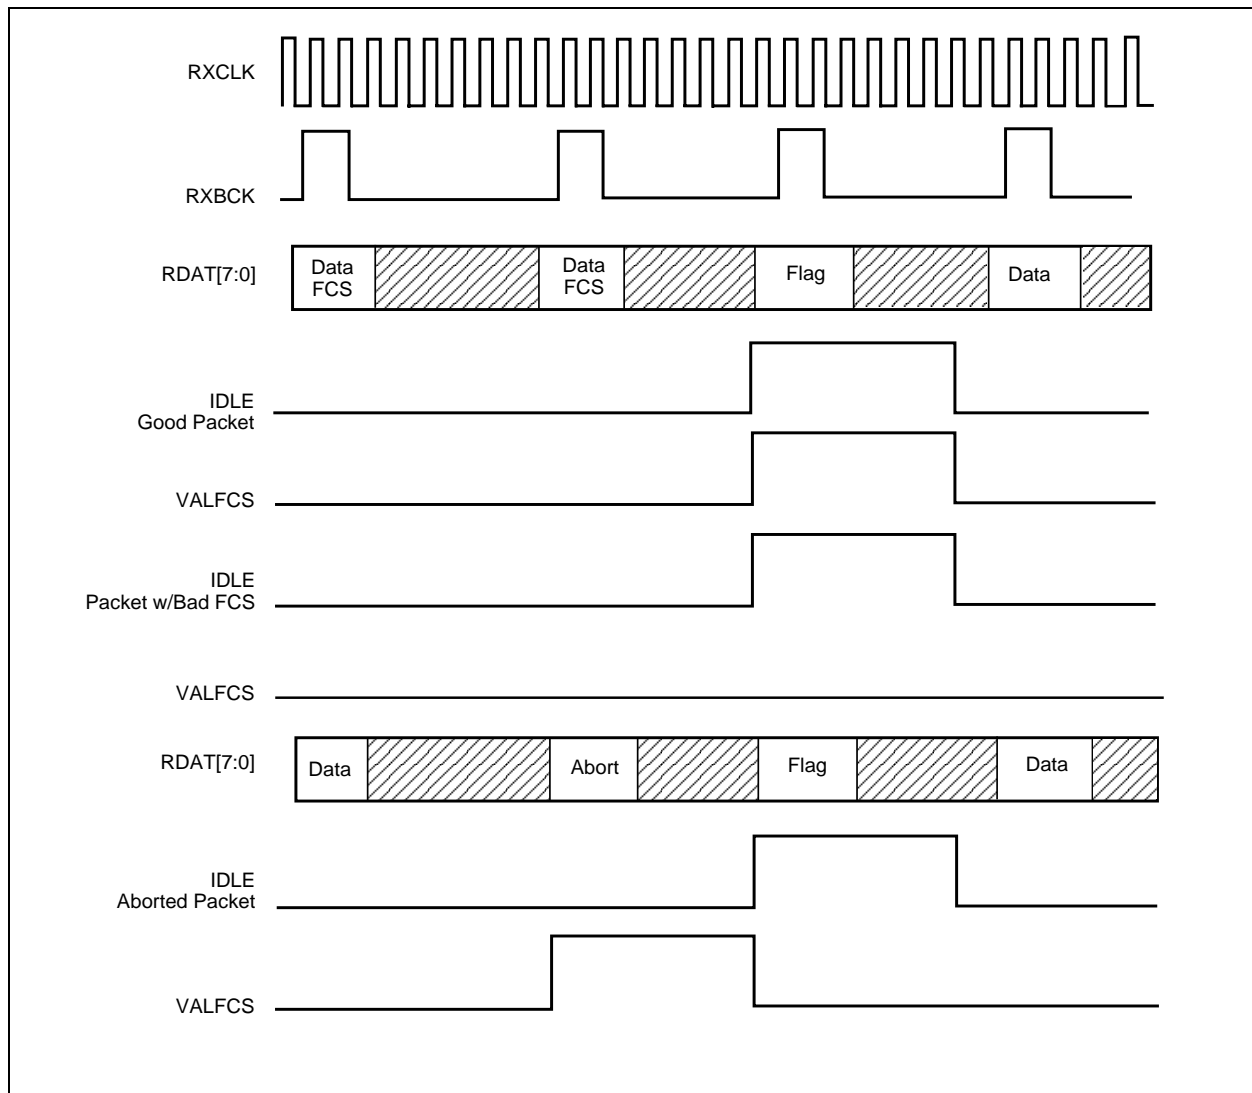 RXCLK
RXBCK
RDAT[7:0]
Data
FCS
Data
FCS
Flag
Data
IDLE
Good Packet
VALFCS
IDLE
Packet w/Bad FCS
VALFCS
RDAT[7:0]
Data
Abort
Flag
Data
IDLE
Aborted Packet
VALFCS